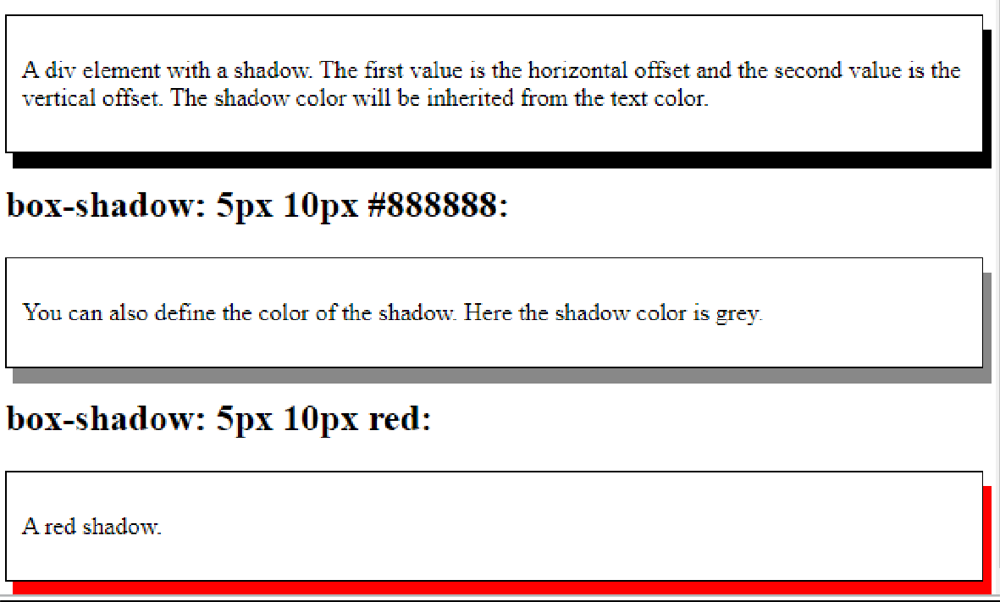 A div element with a shadow. The first value is the horizontal offset and the second value is the
vertical offset. The shadow color will be inherited from the text color.
box-shadow: 5px 10px #888888:
You can also define the color of the shadow. Here the shadow color is grey.
box-shadow: 5px 10px red:
A red shadow.